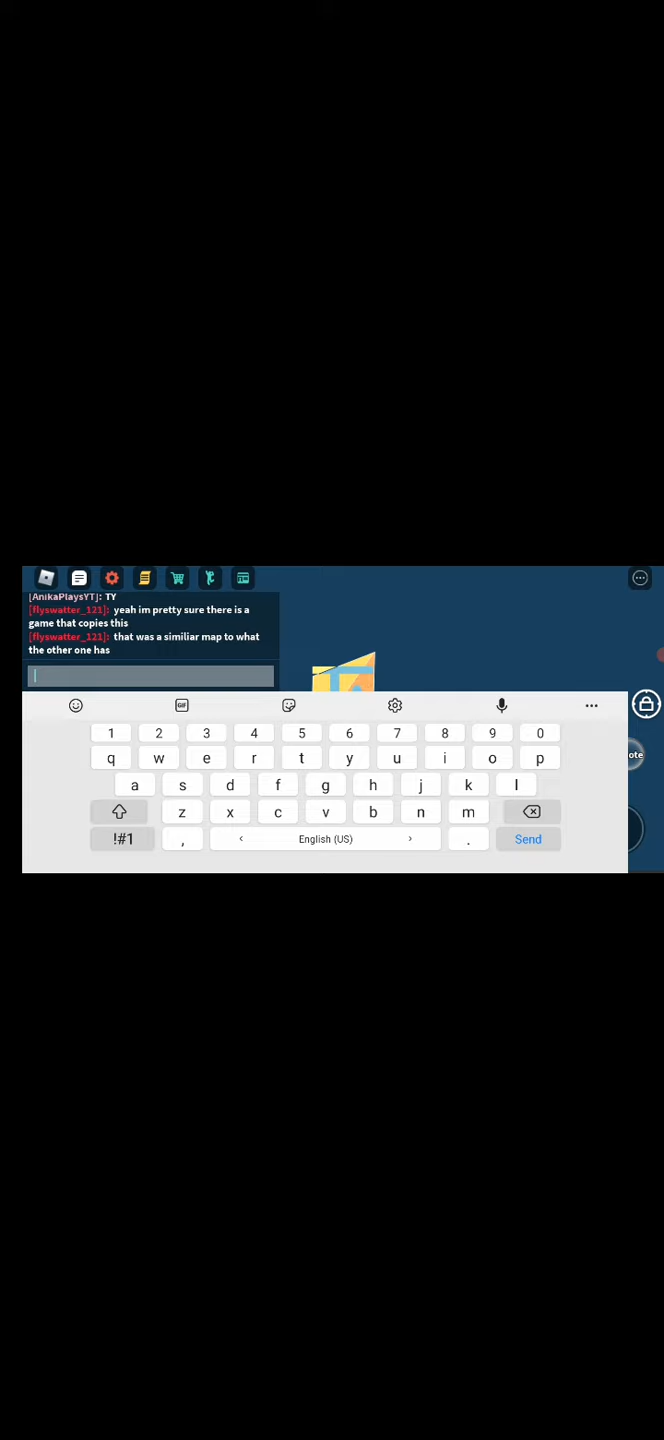 [AnikaPlaysYT]: TY
[flyswatter_121]: yeah im pretty sure there is a
game that copies this
[flyswatter_121]: that was a similiar map to what
the other one has
GIF
1 2 3 4 5 6 7 8 9 0
q w e r t y u i o p
ote
a s d f g h j k l
z x c v b n m
!#1 , < English (US) > . Send